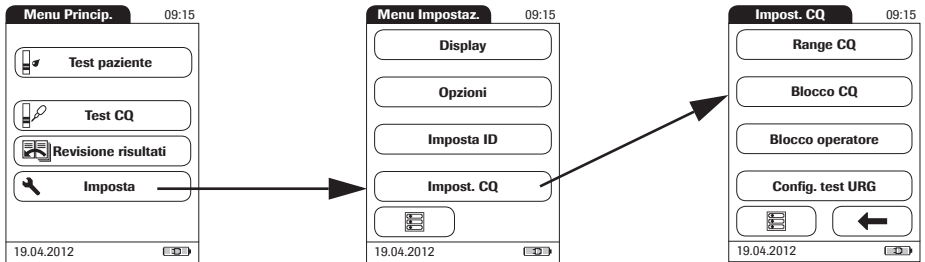 Menu Princip. 09:15
Test paziente
Test CQ
Revisione risultati
Imposta
19.04.2012
Menu Impostaz. 09:15
Display
Opzioni
Imposta ID
Impost. CQ
19.04.2012
Impost. CQ 09:15
Range CQ
Blocco CQ
Blocco operatore
Config. test URG
19.04.2012